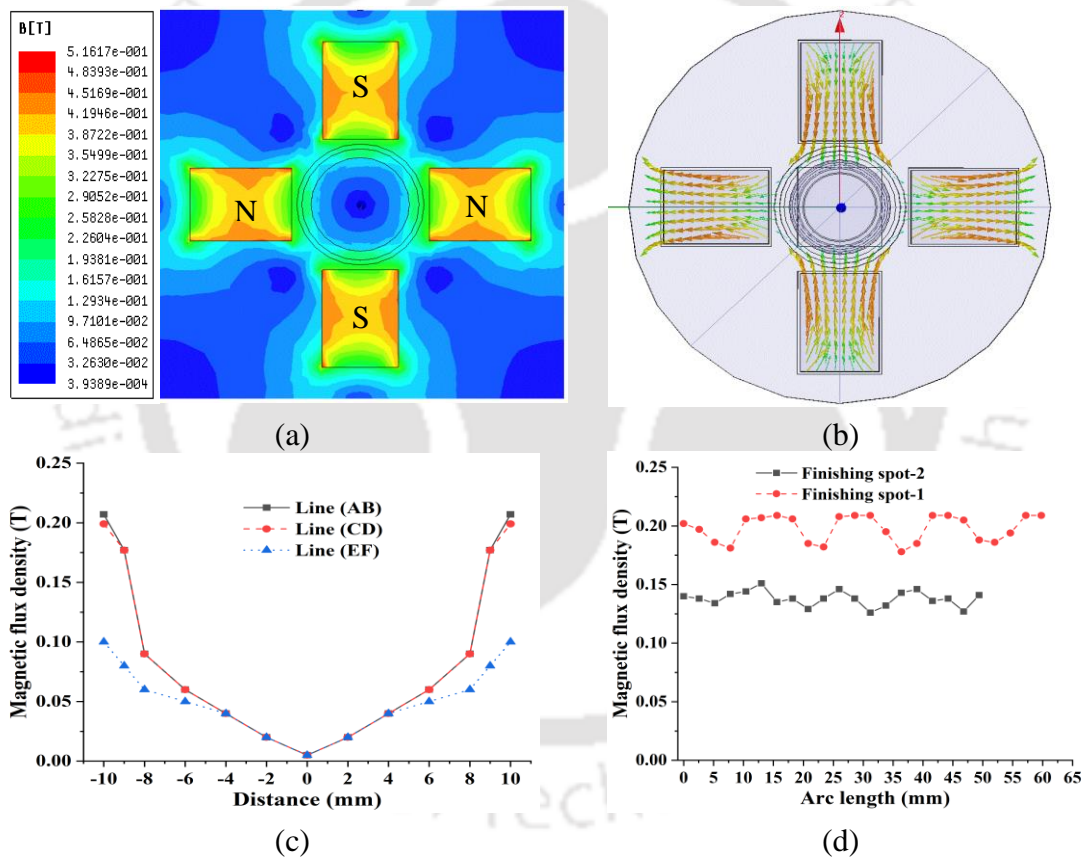 B[T]
5.1617e-001
4.8393e-001
4.5169e-001
4.1946e-001
3.8722e-001
3.5499e-001
3.2275e-001
2.9052e-001
2.5828e-001
2.2604e-001
1.9381e-001
1.6157e-001
1.2934e-001
9.7101e-002
6.4865e-002
3.2630e-002
3.9389e-004
S
N
N
S
(a)
(b)
0.25
0.20
0.15
0.10
0.05
0.00
Magnetic flux density (T)
Line (AB)
Line (CD)
Line (EF)
-10 -8 -6 -4 -2 0 2 4 6 8 10
Distance (mm)
(c)
0.25
0.20
0.15
0.10
0.05
0.00
Magnetic flux density (T)
Finishing spot-2
Finishing spot-1
0 5 10 15 20 25 30 35 40 45 50 55 60 65
Arc length (mm)
(d)